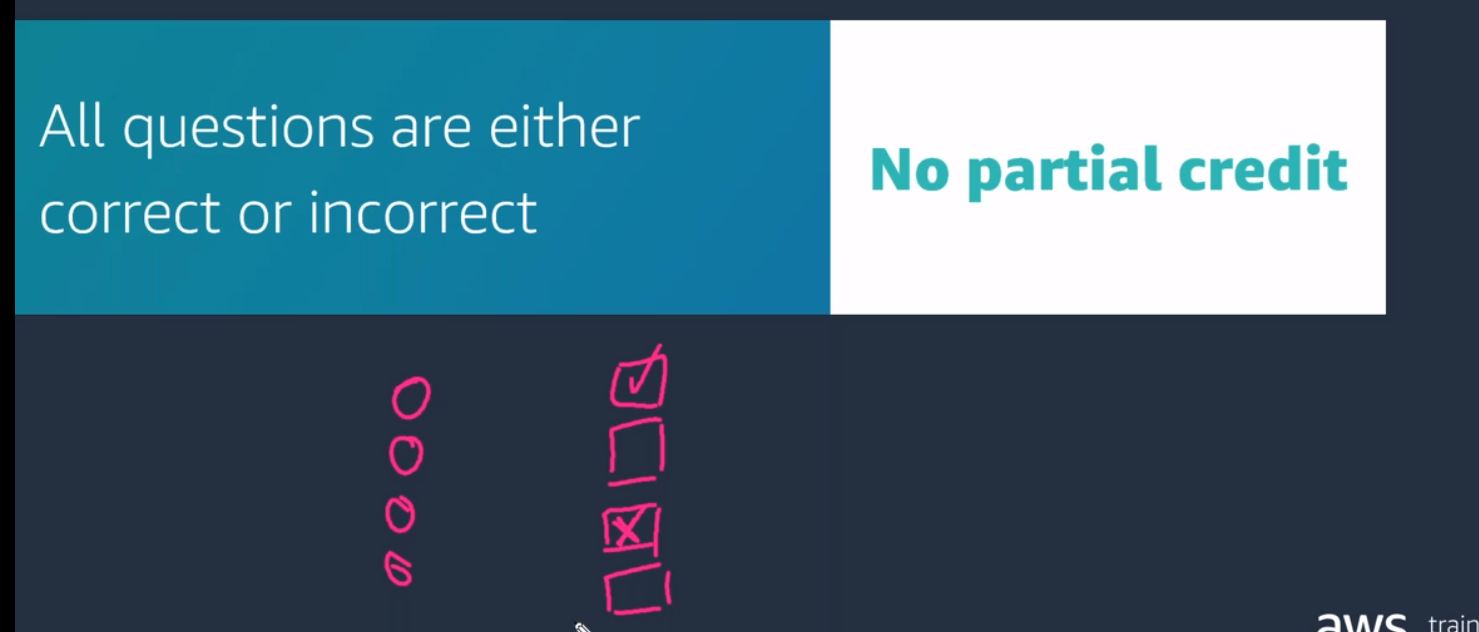 All questions are either
correct or incorrect
No partial credit
aws